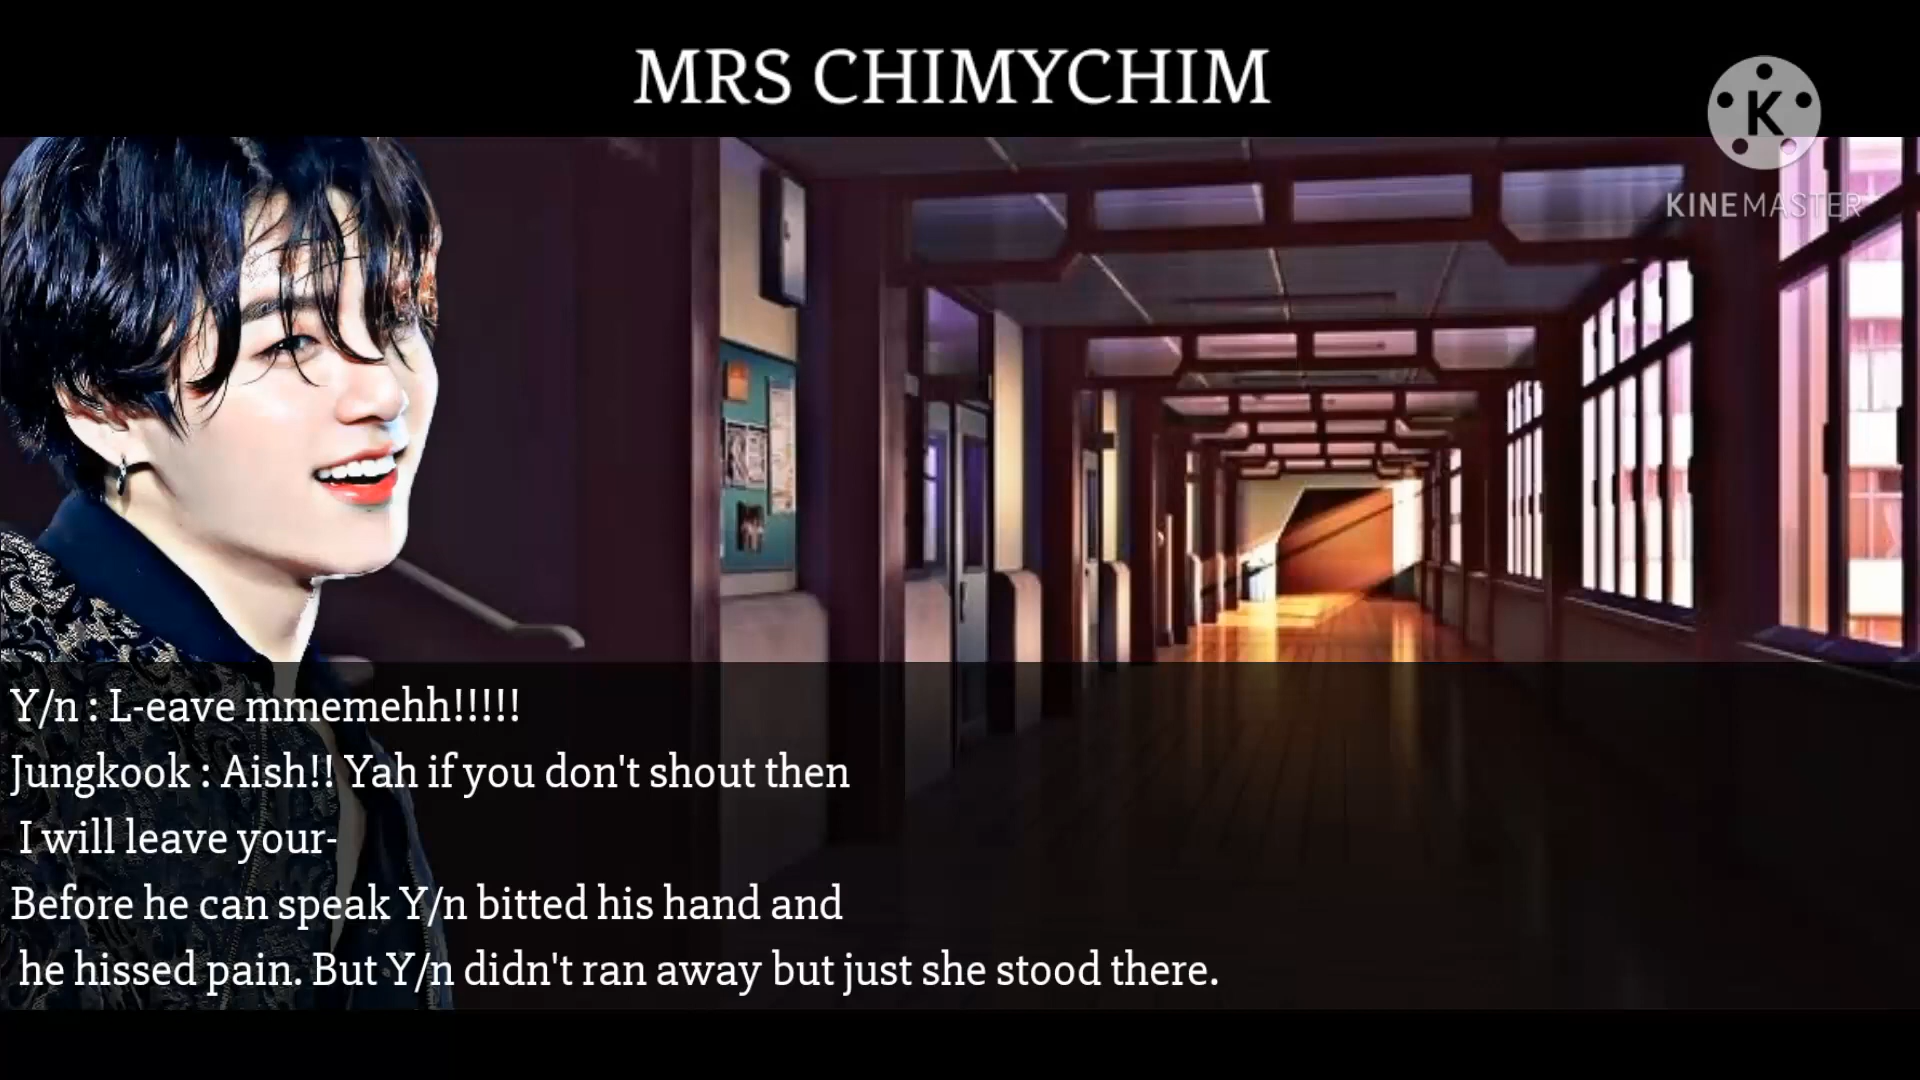 MRS CHIMYCHIM
K
KINEMASTER
Y/n : L-eave mmemehh!!!!!
Jungkook : Aish!! Yah if you don't shout then
I will leave your-
Before he can speak Y/n bitted his hand and
he hissed pain. But Y/n didn't ran away but just she stood there.